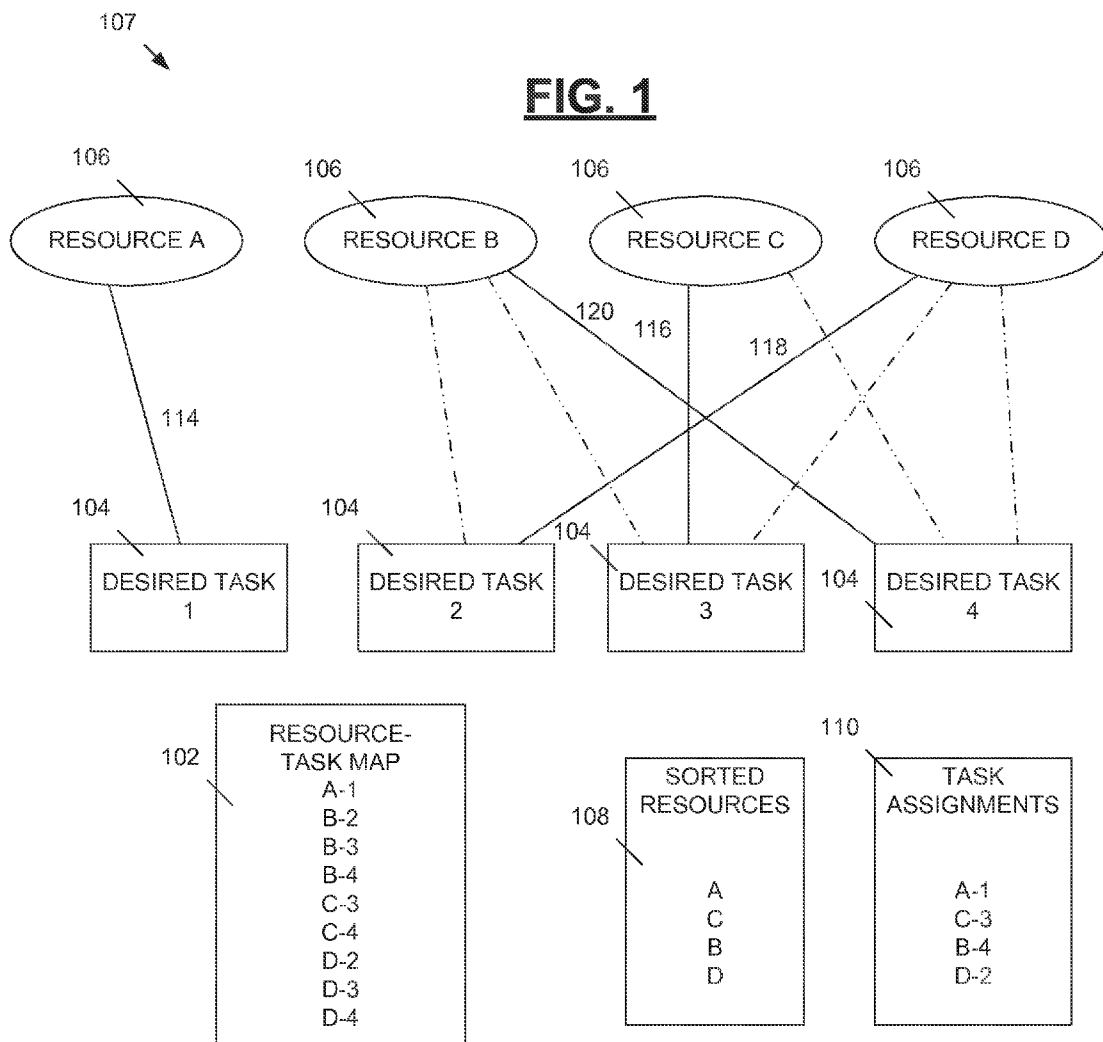 107
FIG. 1
106
106
106
106
RESOURCE A
RESOURCE B
RESOURCE C
RESOURCE D
120
116
118
114
104
104
104
104
DESIRED TASK
1
DESIRED TASK
2
DESIRED TASK
3
DESIRED TASK
4
102
RESOURCE-
TASK MAP
A-1
B-2
B-3
B-4
C-3
C-4
D-2
D-3
D-4
108
SORTED
RESOURCES
A
C
B
D
110
TASK
ASSIGNMENTS
A-1
C-3
B-4
D-2